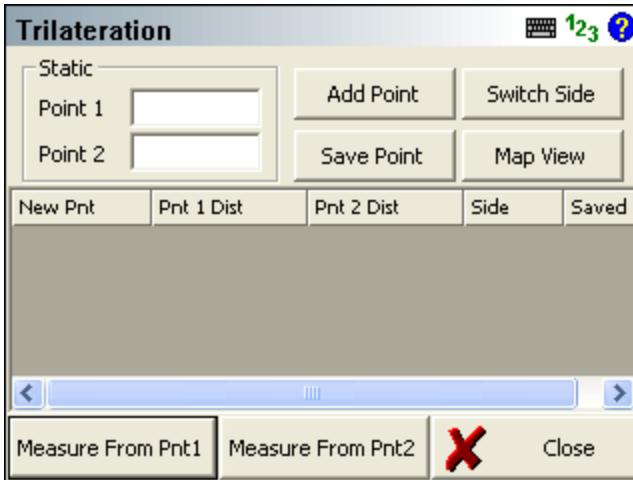 Trilateration 123 ?
Static
Point 1
Point 2
Add Point Switch Side
Save Point Map View
New Pnt Pnt 1 Dist Pnt 2 Dist Side Saved
Measure From Pnt1 Measure From Pnt2 Close